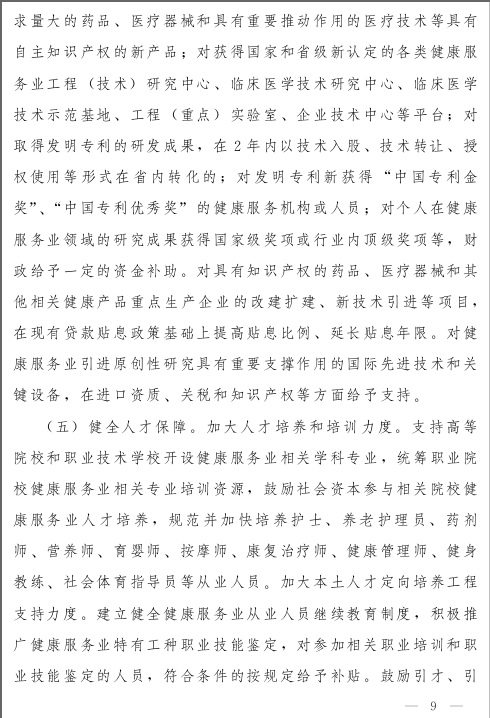 求量大的药品、医疗器械和具有重要推动作用的医疗技术等具有
自主知识产权的新产品；对获得国家和省级新认定的各类健康服
务业工程（技术）研究中心、临床医学技术研究中心、临床医学
技术示范基地、工程（重点）实验室、企业技术中心等平台；对
取得发明专利的研发成果，在2年内以技术入股、技术转让、授
权使用等形式在省内转化的；对发明专利新获得“中国专利金
奖”、“中国专利优秀奖”的健康服务机构或人员；对个人在健康
服务业领域的研究成果获得国家级奖项或行业内顶级奖项等，财
政给予一定的资金补助。对具有知识产权的药品、医疗器械和其
他相关健康产品重点生产企业的改建扩建、新技术引进等项目，
在现有贷款贴息政策基础上提高贴息比例、延长贴息年限。对健
康服务业引进原创性研究具有重要支撑作用的国际先进技术和关
键设备，在进口资质、关税和知识产权等方面给予支持。
（五）健全人才保障。加大人才培养和培训力度。支持高等
院校和职业技术学校开设健康服务业相关学科专业，统筹职业院
校健康服务业相关专业培训资源，鼓励社会资本参与相关院校健
康服务业人才培养，规范并加快培养护士、养老护理员、药剂
师、营养师、育婴师、按摩师、康复治疗师、健康管理师、健身
教练、社会体育指导员等从业人员。加大本土人才定向培养工程
支持力度。建立健全健康服务业从业人员继续教育制度，积极推
广健康服务业特有工种职业技能鉴定，对参加相关职业培训和职
业技能鉴定的人员，符合条件的按规定给予补贴。鼓励引才、引
— 9 —